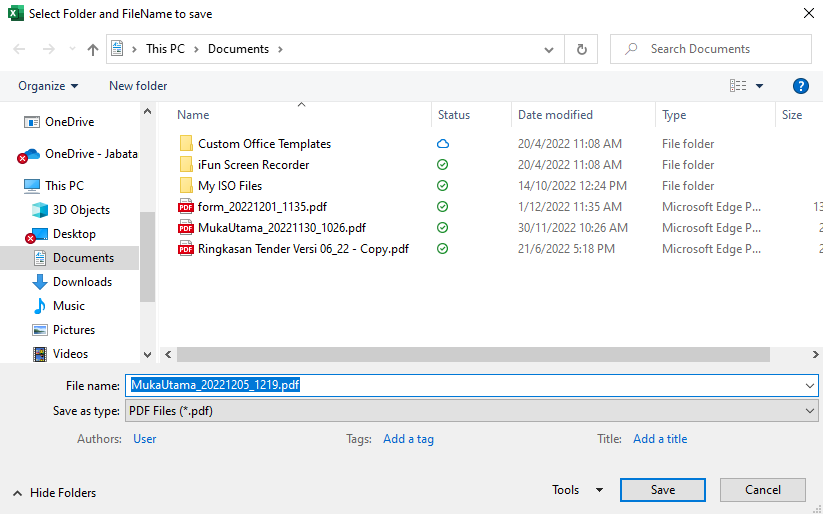 Select Folder and FileName to save
This PC > Documents >
Search Documents
Organize New folder
Name Status Date modified Type Size
OneDrive
OneDrive - Jabata
This PC
3D Objects
Desktop
Documents
Downloads
Music
Pictures
Videos
Custom Office Templates 20/4/2022 11:08 AM File folder
iFun Screen Recorder 20/4/2022 11:08 AM File folder
My ISO Files 14/10/2022 12:24 PM File folder
PDF form_20221201_1135.pdf 1/12/2022 11:35 AM Microsoft Edge P... 13
PDF MukaUtama_20221130_1026.pdf 30/11/2022 10:26 AM Microsoft Edge P... 2
PDF Ringkasan Tender Versi 06_22 - Copy.pdf 21/6/2022 5:18 PM Microsoft Edge P... 2
File name: MukaUtama_20221205_1219.pdf
Save as type: PDF Files (*.pdf)
Authors: User Tags: Add a tag Title: Add a title
Hide Folders Tools Save Cancel